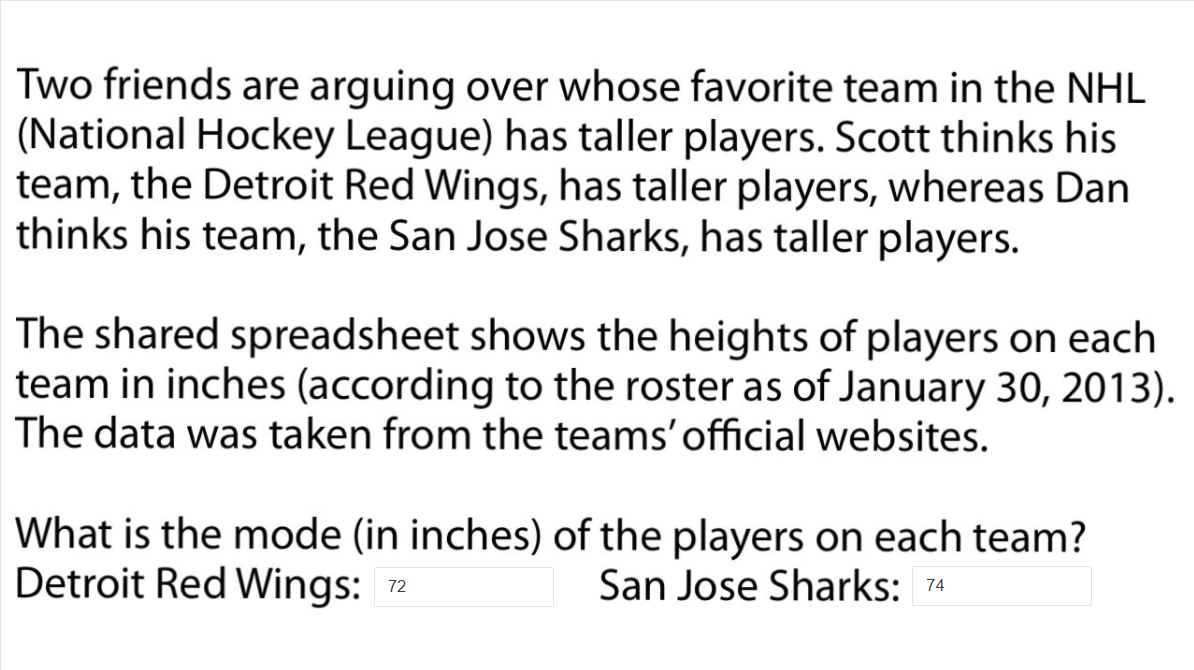 Two friends are arguing over whose favorite team in the NHL
(National Hockey League) has taller players. Scott thinks his
team, the Detroit Red Wings, has taller players, whereas Dan
thinks his team, the San Jose Sharks, has taller players.
The shared spreadsheet shows the heights of players on each
team in inches (according to the roster as of January 30, 2013).
The data was taken from the teams’ official websites.
What is the mode (in inches) of the players on each team?
Detroit Red Wings: 72 San Jose Sharks: 74